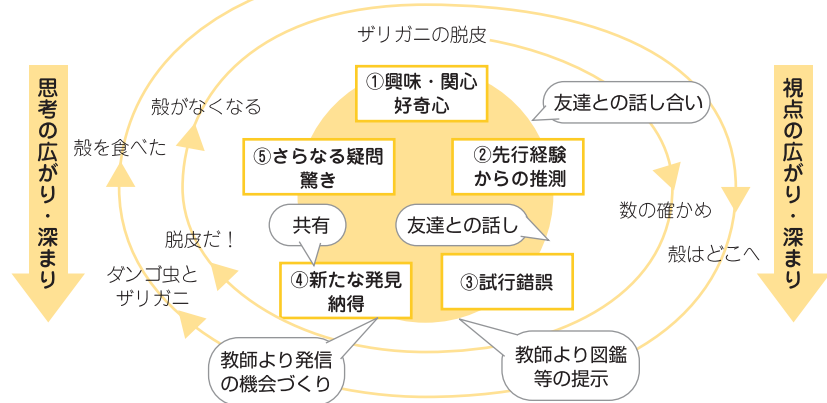 ザリガニの脱皮
思考の広がり・深まり
視点の広がり・深まり
①興味・関心
好奇心
友達との話し合い
殻がなくなる
殻を食べた
⑤さらなる疑問
驚き
②先行経験
からの推測
数の確かめ
共有
友達との話し
脱皮だ！
殻はどこへ
ダンゴ虫と
ザリガニ
④新たな発見
納得
③試行錯誤
教師より発信
の機会づくり
教師より図鑑
等の提示